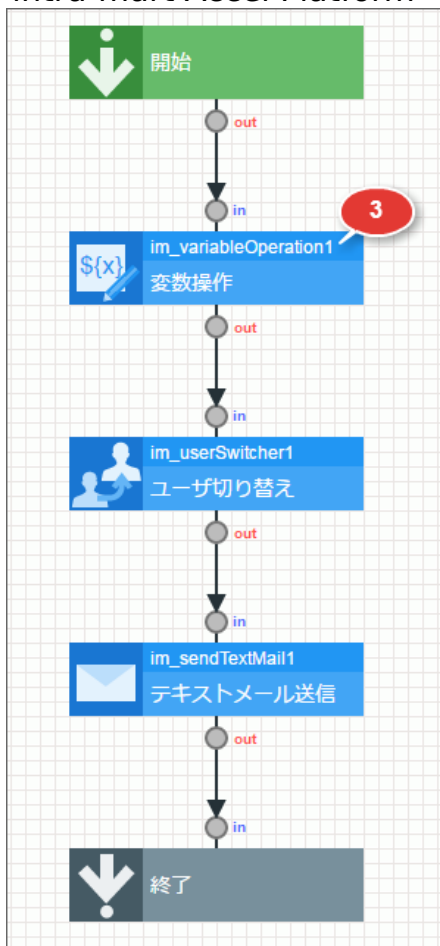 開始
out
in
3
im_variableOperation1
${x}
変数操作
out
in
im_userSwitcher1
ユーザ切り替え
out
in
im_sendTextMail1
テキストメール送信
out
in
終了